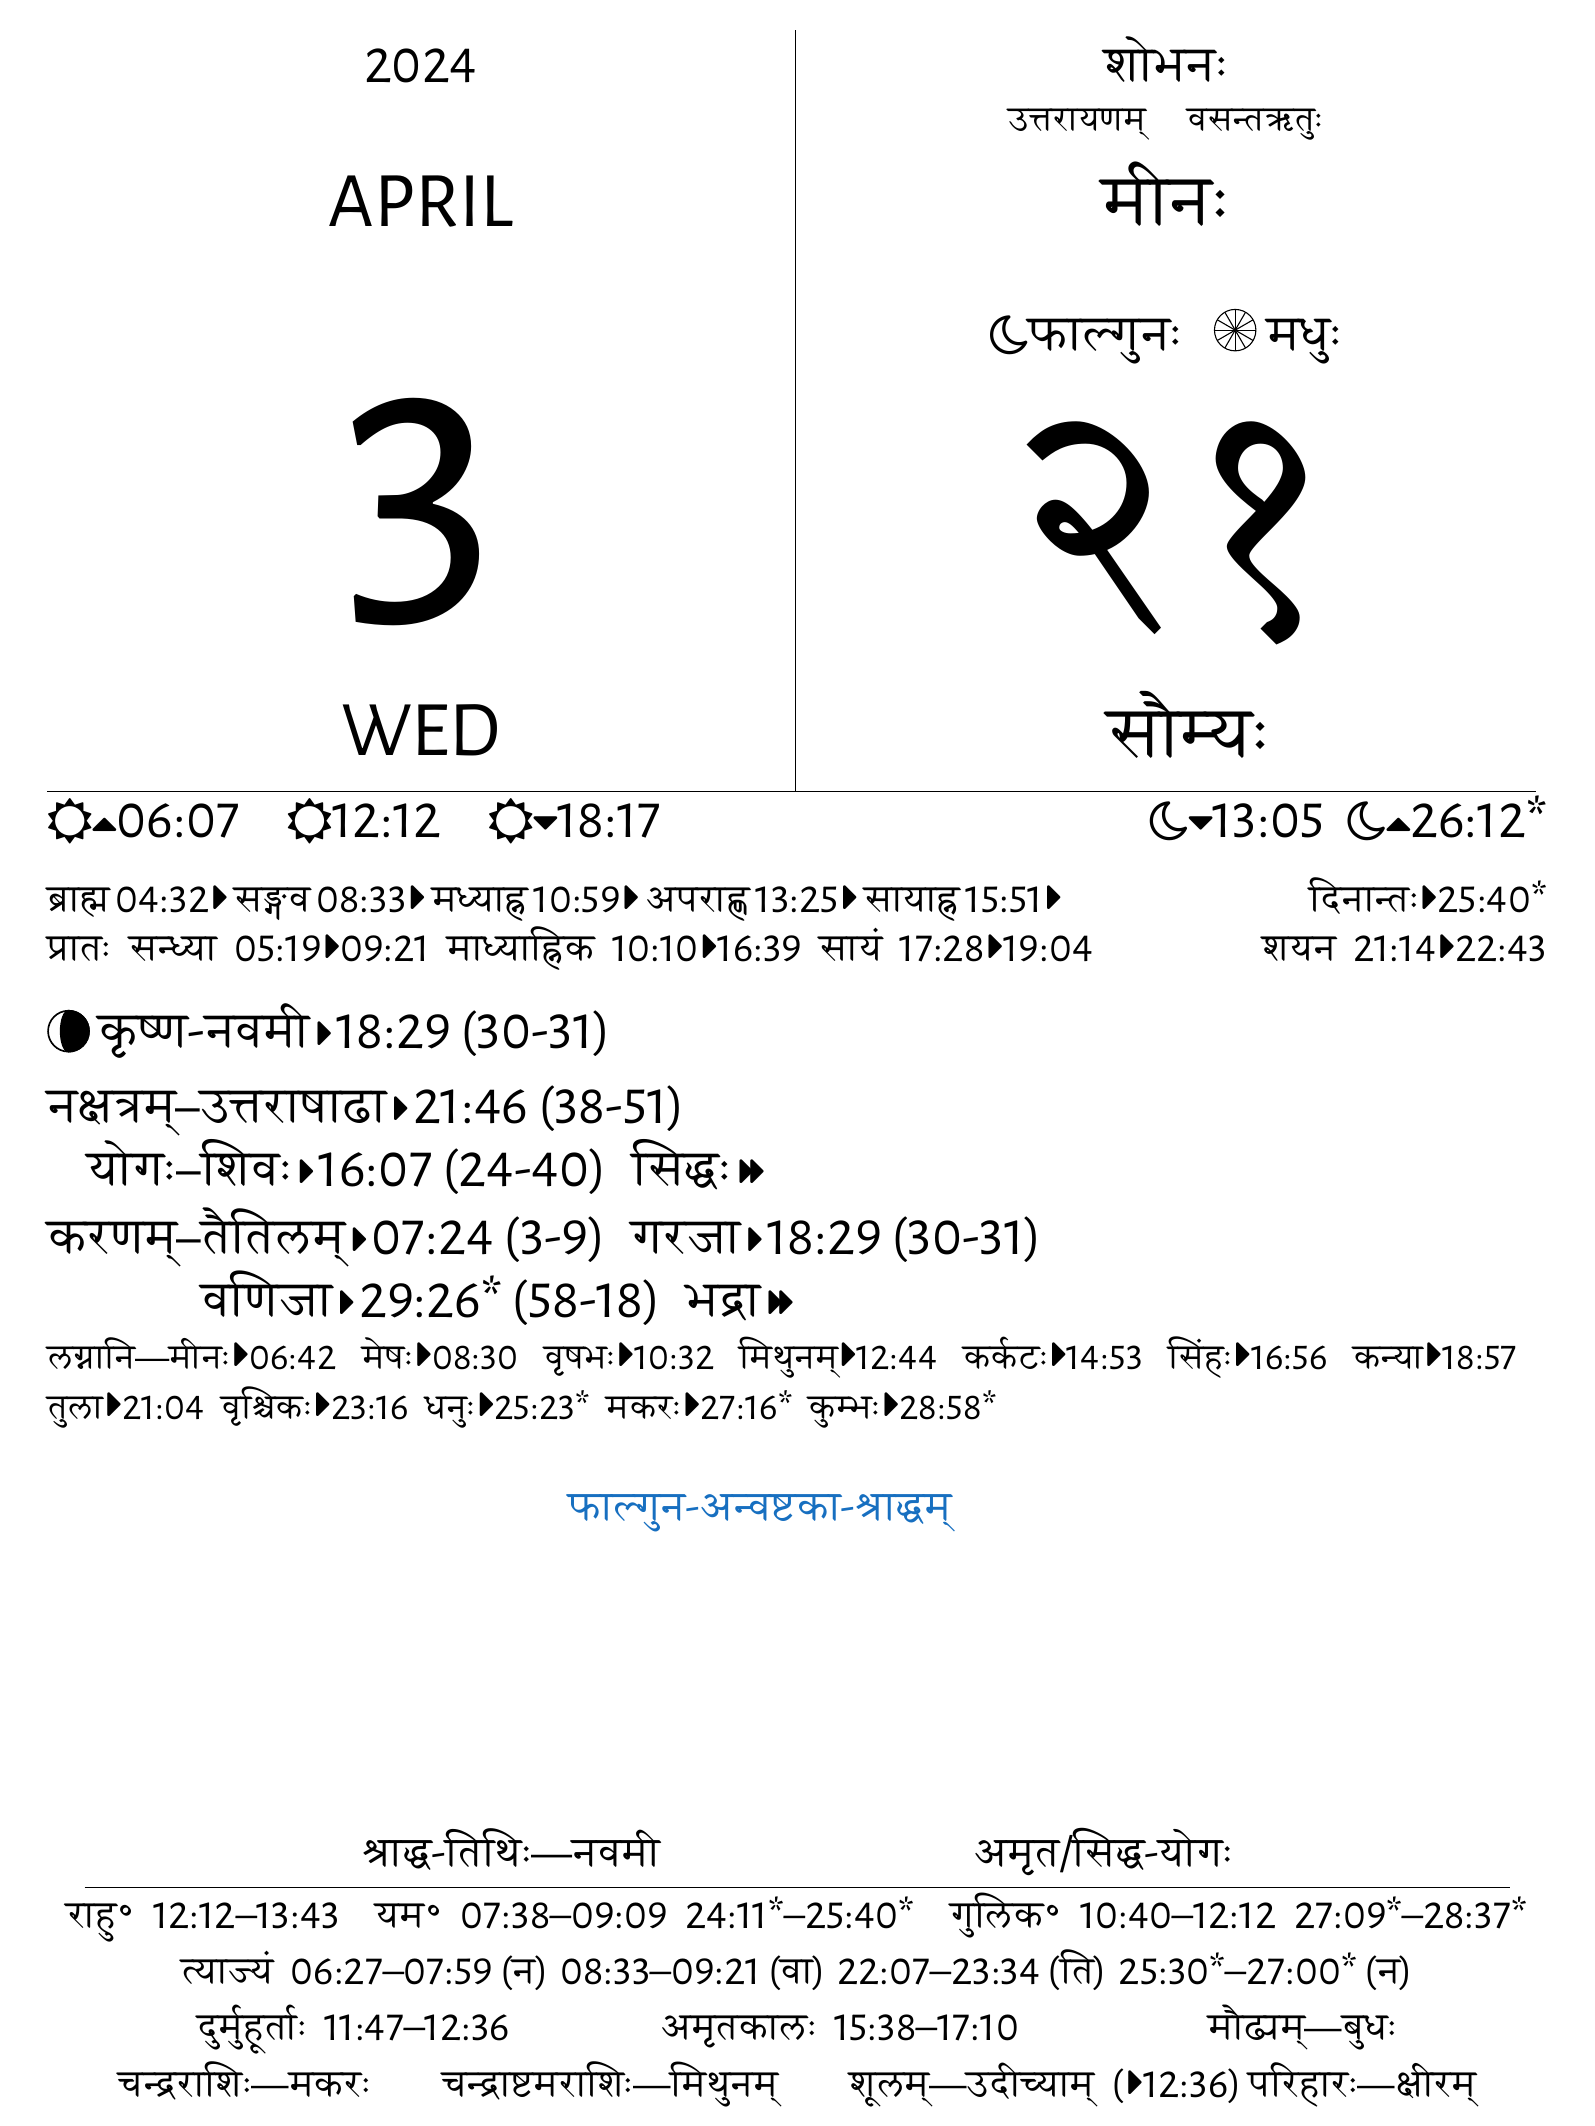 2024
APRIL
3
WED
शोभनः
उत्तरायणम् वसन्तऋतुः
मीनः
फाल्गुनः मधुः
२१
सौम्यः
06:07 12:12 18:17 13:05 26:12*
ब्राह्म 04:32 सङ्गव 08:33 मध्याह्न 10:59 अपराह्ण 13:25 सायाह्न 15:51 दिनान्तः 25:40*
प्रातः सन्ध्या 05:19 09:21 माध्याह्निक 10:10 16:39 सायं 17:28 19:04 शयन 21:14 22:43
कृष्ण-नवमी 18:29 (30-31)
नक्षत्रम्–उत्तराषाढा 21:46 (38-51)
योगः–शिवः 16:07 (24-40) सिद्धः
करणम्–तैतिलम् 07:24 (3-9) गरजा 18:29 (30-31)
वणिजा 29:26* (58-18) भद्रा
लग्नानि—मीनः 06:42 मेषः 08:30 वृषभः 10:32 मिथुनम् 12:44 कर्कटः 14:53 सिंहः 16:56 कन्या 18:57
तुला 21:04 वृश्चिकः 23:16 धनुः 25:23* मकरः 27:16* कुम्भः 28:58*
फाल्गुन-अन्वष्टका-श्राद्धम्
श्राद्ध-तिथिः—नवमी अमृत/सिद्ध-योगः
राहु॰ 12:12–13:43 यम॰ 07:38–09:09 24:11*–25:40* गुलिक॰ 10:40–12:12 27:09*–28:37*
त्याज्यं 06:27–07:59 (न) 08:33–09:21 (वा) 22:07–23:34 (ति) 25:30*–27:00* (न)
दुर्मुहूर्ताः 11:47–12:36 अमृतकालः 15:38–17:10 मौढ्यम्—बुधः
चन्द्रराशिः—मकरः चन्द्राष्टमराशिः—मिथुनम् शूलम्—उदीच्याम् (12:36) परिहारः—क्षीरम्